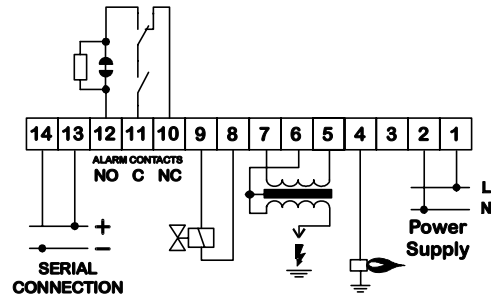 14 13 12 11 10 9 8 7 6 5 4 3 2 1
ALARM CONTACTS
NO C NC
L
N
Power
Supply
+
−
SERIAL
CONNECTION